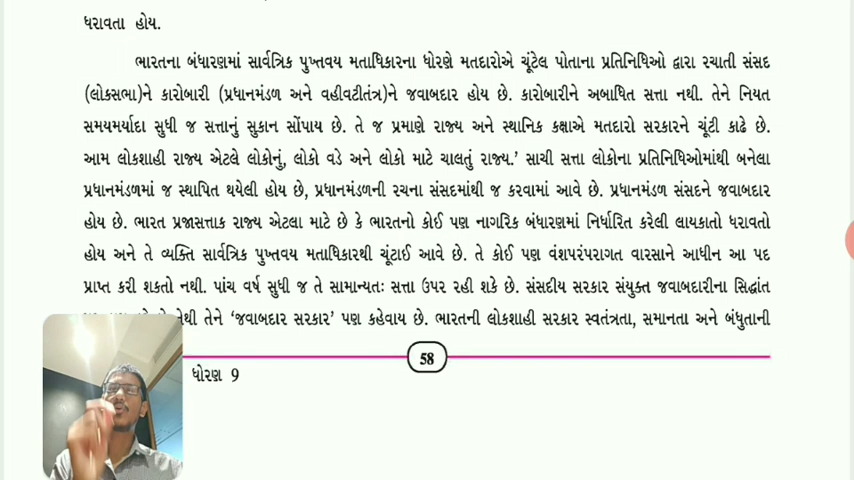 ધરાવતા હોય.
ભારતના બંધારણમાં સાર્વત્રિક પુખ્તવય મતાધિકારના ધોરણે મતદારોએ ચૂંટેલ પોતાના પ્રતિનિધિઓ દ્વારા રચાતી સંસદ
(લોકસભા)ને કારોબારી (પ્રધાનમંડળ અને વહીવટીતંત્ર)ને જવાબદાર હોય છે. કારોબારીને અબાધિત સત્તા નથી. તેને નિયત
સમયમર્યાદા સુધી જ સત્તાનું સુકાન સોંપાય છે. તે જ પ્રમાણે રાજ્ય અને સ્થાનિક કક્ષાએ મતદારો સરકારને ચૂંટી કાઢે છે.
આમ લોકશાહી રાજ્ય એટલે લોકોનું, લોકો વડે અને લોકો માટે ચાલતું રાજ્ય.’ સાચી સત્તા લોકોના પ્રતિનિધિઓમાંથી બનેલા
પ્રધાનમંડળમાં જ સ્થાપિત થયેલી હોય છે, પ્રધાનમંડળની રચના સંસદમાંથી જ કરવામાં આવે છે. પ્રધાનમંડળ સંસદને જવાબદાર
હોય છે. ભારત પ્રજાસત્તાક રાજ્ય એટલા માટે છે કે ભારતનો કોઈ પણ નાગરિક બંધારણમાં નિર્ધારિત કરેલી લાયકાતો ધરાવતો
હોય અને તે વ્યક્તિ સાર્વત્રિક પુખ્તવય મતાધિકારથી ચૂંટાઈ આવે છે. તે કોઈ પણ વંશપરંપરાગત વારસાને આધીન આ પદ
પ્રાપ્ત કરી શકતો નથી. પાંચ વર્ષ સુધી જ તે સામાન્યતઃ સત્તા ઉપર રહી શકે છે. સંસદીય સરકાર સંયુક્ત જવાબદારીના સિદ્ધાંત
તેને ‘જવાબદાર સરકાર’ પણ કહેવાય છે. ભારતની લોકશાહી સરકાર સ્વતંત્રતા, સમાનતા અને બંધુતાની
58
ધોરણ 9